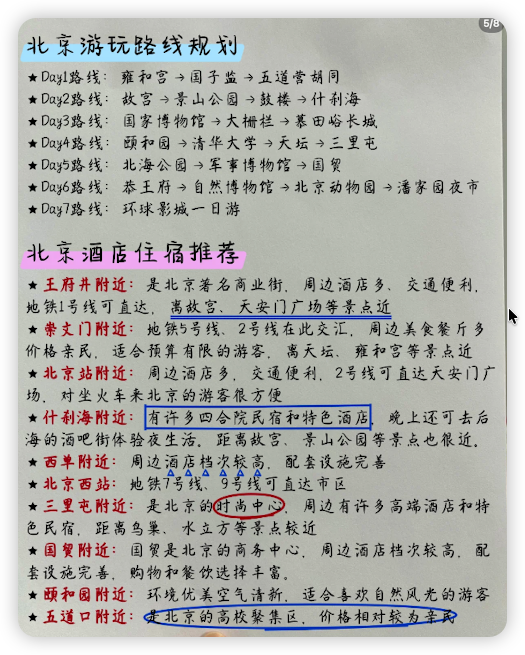 5/8
北京游玩路线规划
★Day1路线：雍和宫→国子监→五道营胡同
★Day2路线：故宫→景山公园→鼓楼→什刹海
★Day3路线：国家博物馆→大栅栏→慕田峪长城
★Day4路线：颐和园→清华大学→天坛→三里屯
★Day5路线：北海公园→军事博物馆→国贸
★Day6路线：恭王府→自然博物馆→北京动物园→潘家园夜市
★Day7路线：环球影城一日游
北京酒店住宿推荐
★王府井附近：是北京著名商业街，周边酒店多、交通便利，
地铁1号线可直达，离故宫、天安门广场等景点近
★崇文门附近：地铁5号线、2号线在此交汇，周边美食餐厅多
价格亲民，适合预算有限的游客，离天坛、雍和宫等景点近
★北京站附近：周边酒店多，交通便利，2号线可直达天安门广
场，对坐火车来北京的游客很方便
★什刹海附近：有许多四合院民宿和特色酒店，晚上还可去后
海的酒吧街体验夜生活。距离故宫、景山公园等景点也很近。
★西单附近：周边酒店档次较高，配套设施完善
★北京西站：地铁7号线、9号线可直达市区
★三里屯附近：是北京的时尚中心，周边有许多高端酒店和特
色民宿，距离鸟巢、水立方等景点较近
★国贸附近：国贸是北京的商务中心，周边酒店档次较高，配
套设施完善，购物和餐饮选择丰富。
★颐和园附近：环境优美空气清新，适合喜欢自然风光的游客
★五道口附近：是北京的高校聚集区，价格相对较为亲民